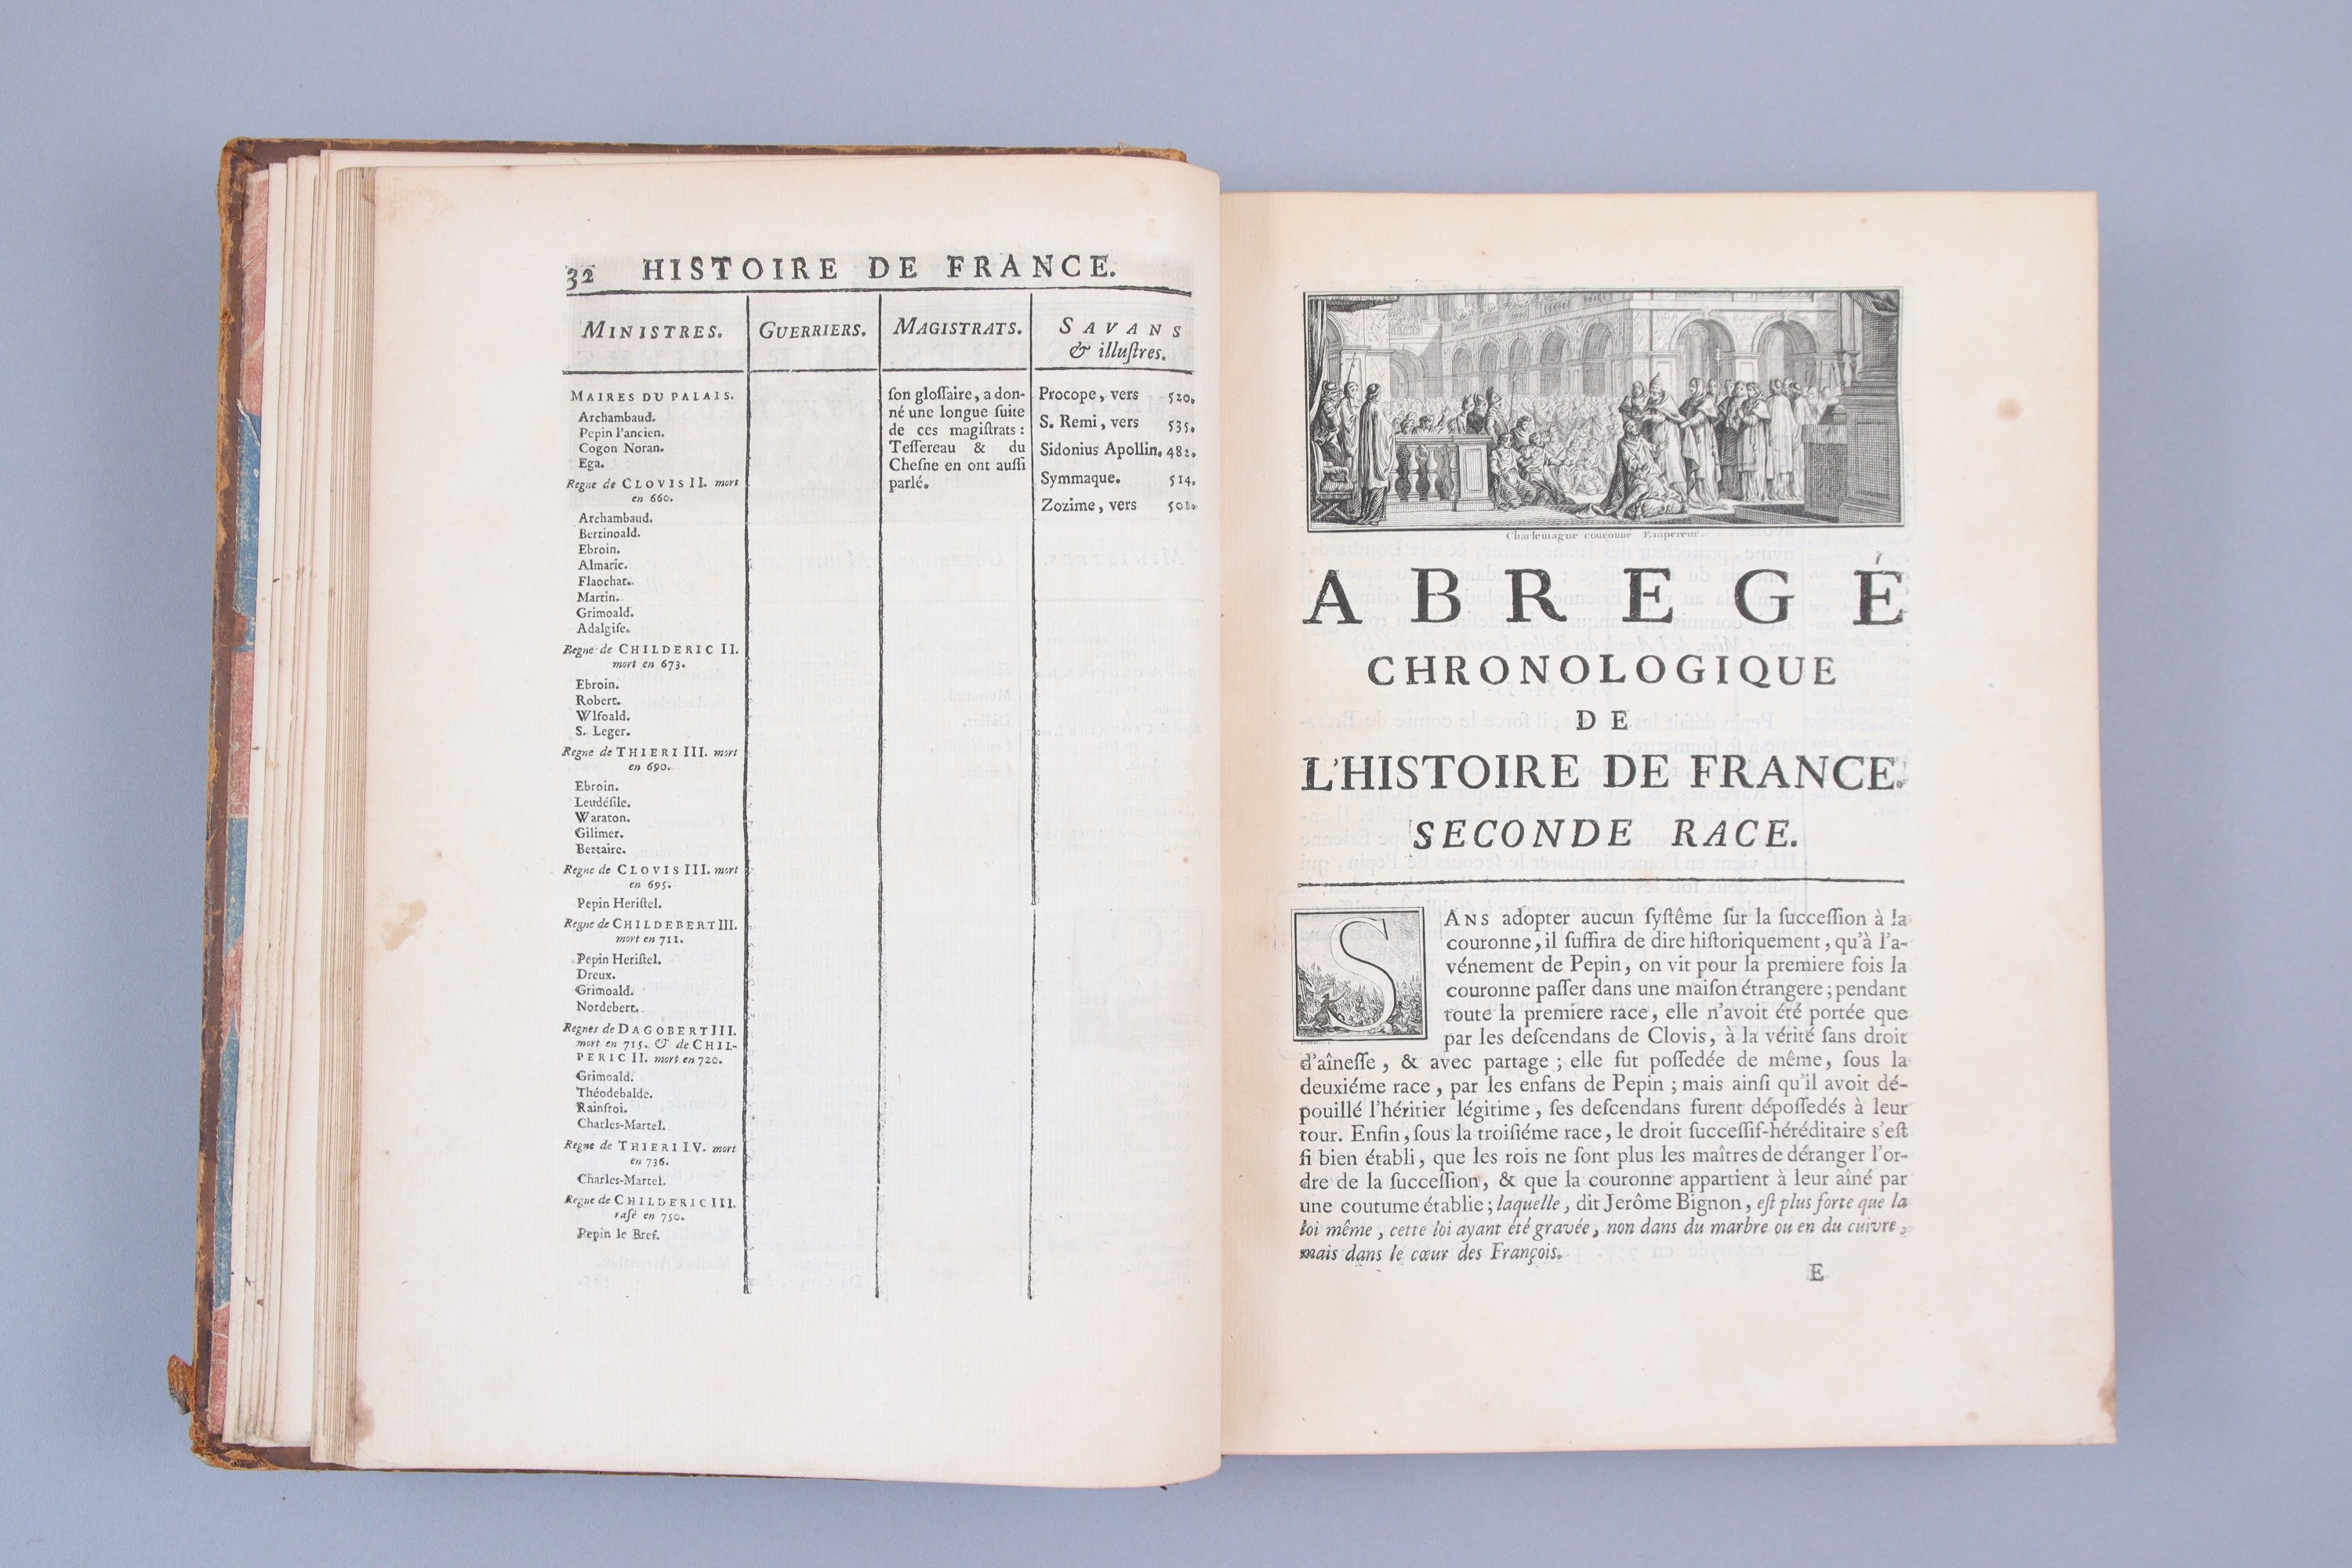 32 HISTOIRE DE FRANCE.
MINISTRES.
MAIRES DU PALAIS.
Archambaud.
Pepin l'ancien.
Cogon Noran.
Ega.
Regne de CLOVIS II. mort
en 660.
Archambaud.
Bertinoald.
Ebroin.
Almaric.
Flaochat.
Martin.
Grimoald.
Adalgiſe.
Regne de CHILDERIC II.
mort en 673.
Ebroin.
Robert.
Wlfoald.
S. Leger.
Regne de THIERI III. mort
en 690.
Ebroin.
Leudéſile.
Waraton.
Gilimer.
Bertaire.
Regne de CLOVIS III. mort
en 695.
Pepin Heriſtel.
Regne de CHILDEBERT III.
mort en 711.
Pepin Heriſtel.
Dreux.
Grimoald.
Nordebert.
Regnes de DAGOBERT III.
mort en 715. & de CHIL-
PERIC II. mort en 720.
Grimoald.
Théodebalde.
Rainfroi.
Charles-Martel.
Regne de THIERI IV. mort
en 736.
Charles-Martel.
Regne de CHILDERIC III.
raſé en 750.
Pepin le Bref.
GUERRIERS.
MAGISTRATS.
ſon gloſſaire, a don-
né une longue ſuite
de ces magiſtrats :
Teſſereau & du
Cheſne en ont auſſi
parlé.
SAVANS
& illuſtres.
Procope, vers 520.
S. Remi, vers 535.
Sidonius Apollin. 482.
Symmaque. 514.
Zozime, vers 501.
Charlemagne couronné Empereur.
ABREGÉ
CHRONOLOGIQUE
DE
L'HISTOIRE DE FRANCE.
SECONDE RACE.
SANS adopter aucun ſyſtême ſur la ſucceſſion à la
couronne, il ſuffira de dire hiſtoriquement, qu'à l'a-
vénement de Pepin, on vit pour la premiere fois la
couronne paſſer dans une maiſon étrangere ; pendant
toute la premiere race, elle n'avoit été portée que
par les deſcendans de Clovis, à la vérité ſans droit
d'aîneſſe, & avec partage ; elle fut poſſedée de même, ſous la
deuxiéme race, par les enfans de Pepin ; mais ainſi qu'il avoit dé-
pouillé l'héritier légitime, ſes deſcendans furent dépoſſedés à leur
tour. Enfin, ſous la troiſiéme race, le droit ſucceſſif-héréditaire s'eſt
ſi bien établi, que les rois ne ſont plus les maîtres de déranger l'or-
dre de la ſucceſſion, & que la couronne appartient à leur aîné par
une coutume établie ; laquelle, dit Jerôme Bignon, eſt plus forte que la
loi même, cette loi ayant été gravée, non dans du marbre ou en du cuivre,
mais dans le cœur des François.
E